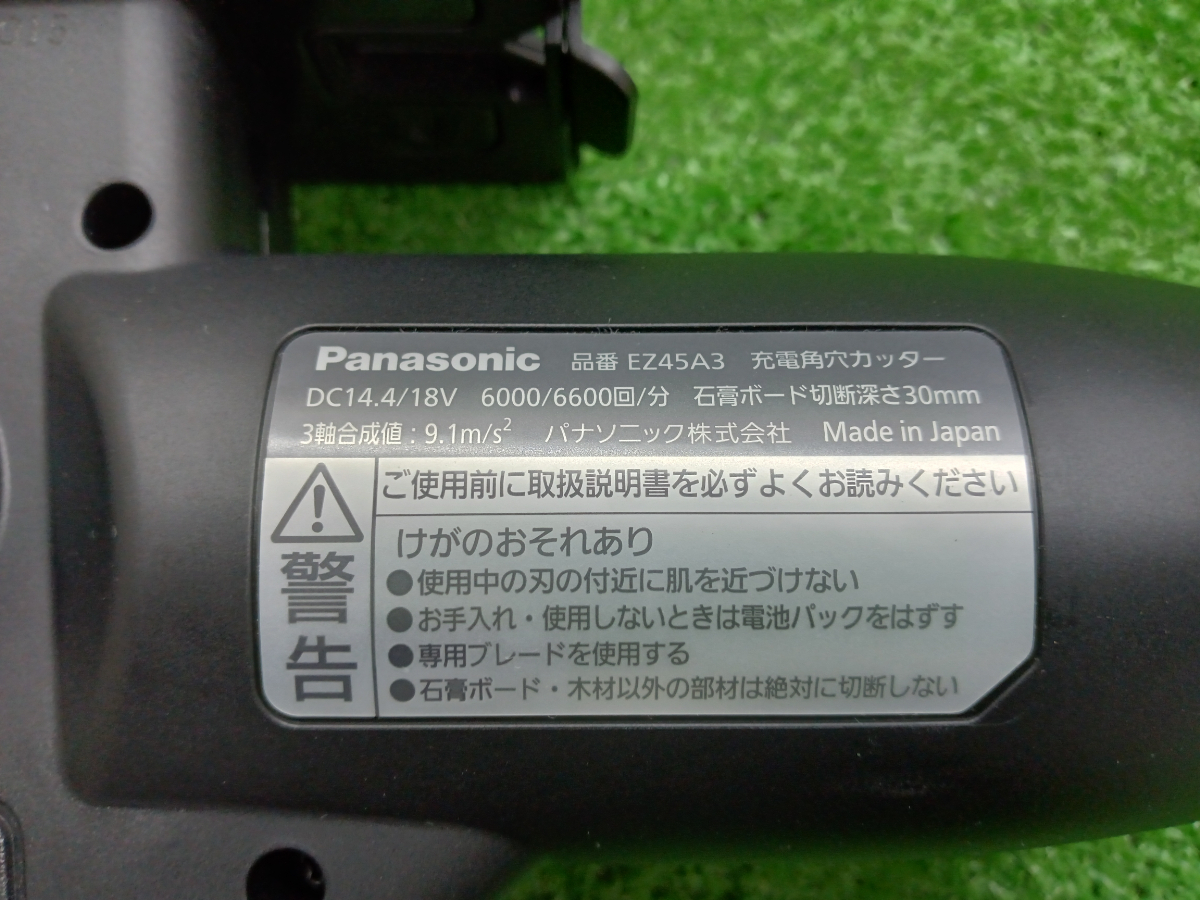 Panasonic 品番 EZ45A3 充電角穴カッター
DC14.4/18V 6000/6600回/分 石膏ボード切断深さ30mm
3軸合成値：9.1m/s² パナソニック株式会社 Made in Japan
ご使用前に取扱説明書を必ずよくお読みください
警告
けがのおそれあり
●使用中の刃の付近に肌を近づけない
●お手入れ・使用しないときは電池パックをはずす
●専用ブレードを使用する
●石膏ボード・木材以外の部材は絶対に切断しない